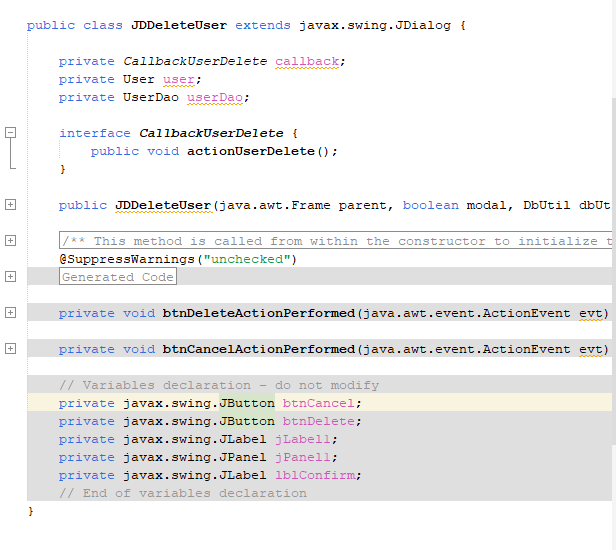 public class JDDeleteUser extends javax.swing.JDialog {
private CallbackUserDelete callback;
private User user;
private UserDao userDao;
interface CallbackUserDelete {
public void actionUserDelete();
}
public JDDeleteUser(java.awt.Frame parent, boolean modal, DbUtil dbUt
/** This method is called from within the constructor to initialize t
@SuppressWarnings("unchecked")
Generated Code
private void btnDeleteActionPerformed(java.awt.event.ActionEvent evt)
private void btnCancelActionPerformed(java.awt.event.ActionEvent evt)
// Variables declaration - do not modify
private javax.swing.JButton btnCancel;
private javax.swing.JButton btnDelete;
private javax.swing.JLabel jLabel1;
private javax.swing.JPanel jPanel1;
private javax.swing.JLabel lblConfirm;
// End of variables declaration
}